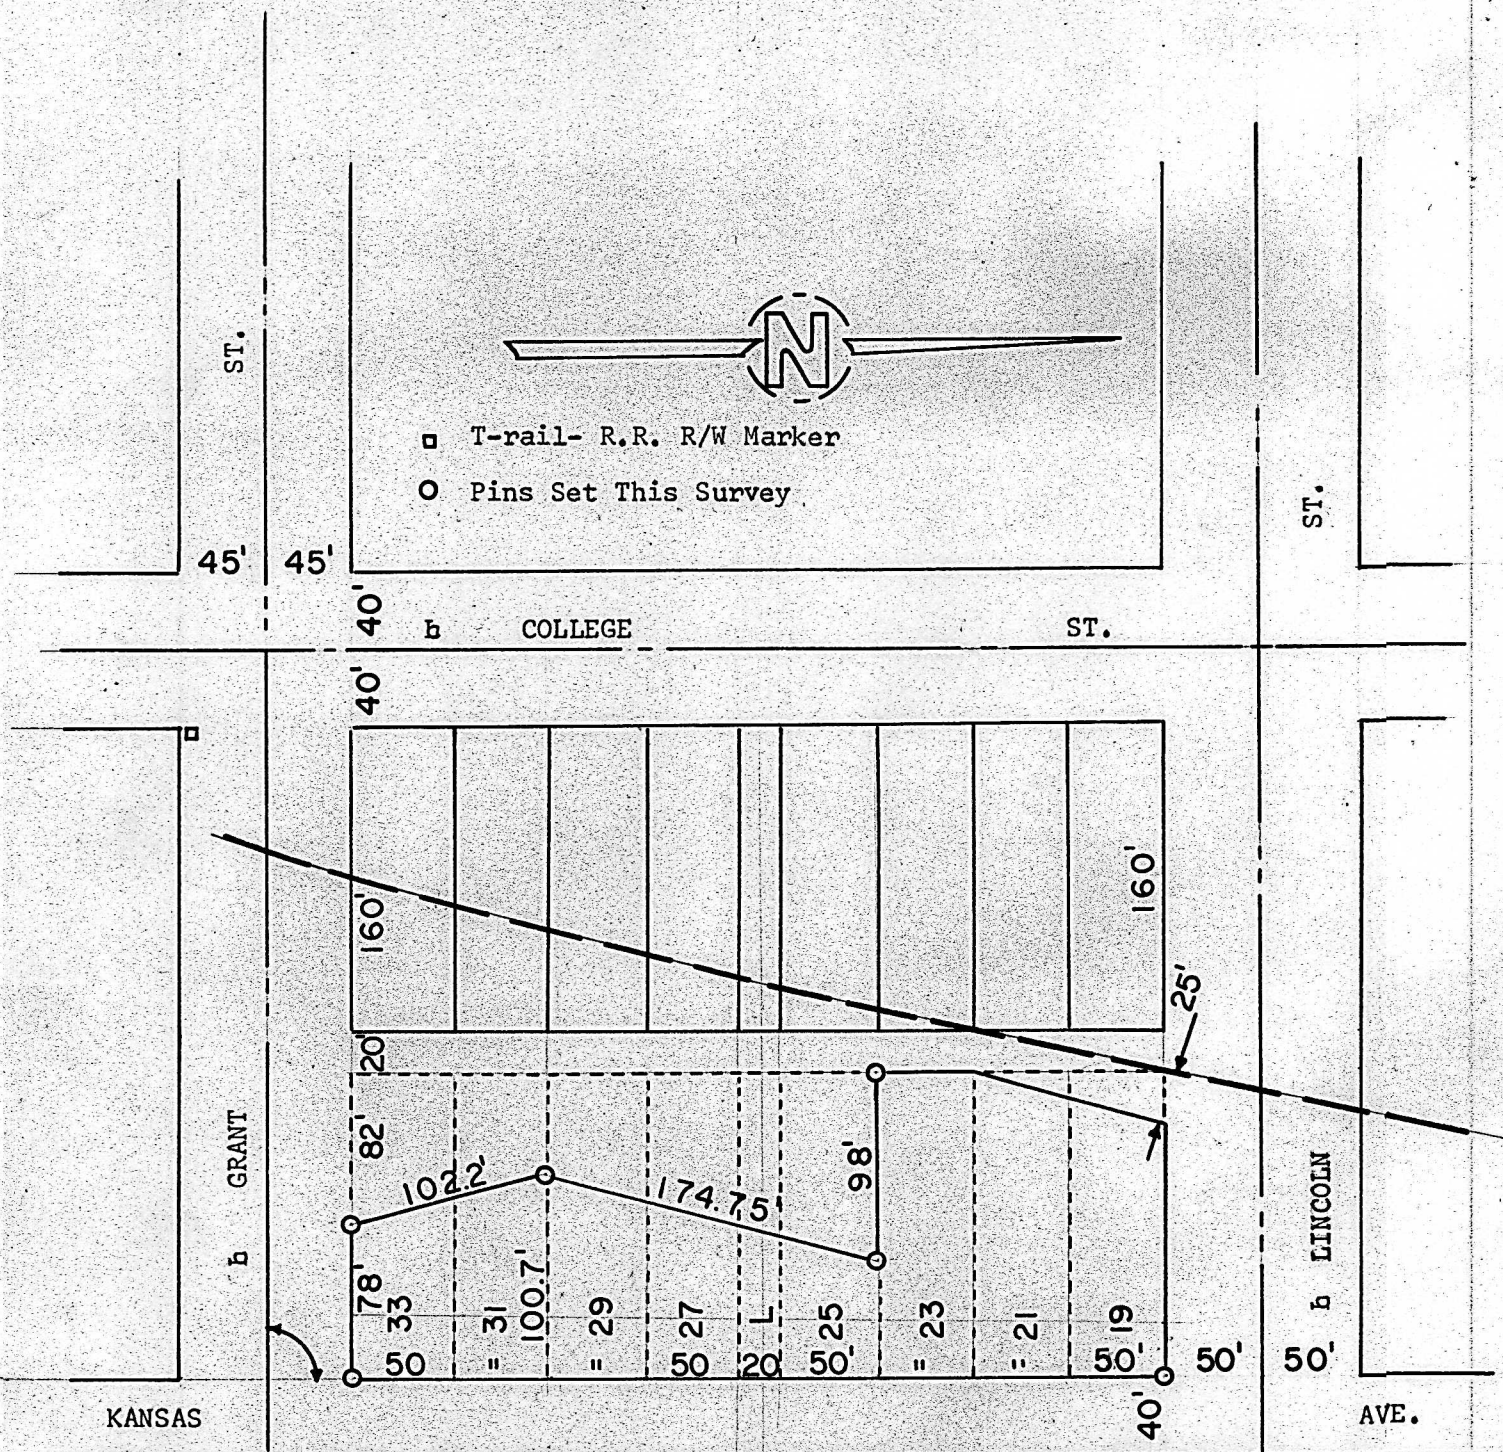 ST.
N
T-rail- R.R. R/W Marker
Pins Set This Survey
ST.
45' 45'
40'
h COLLEGE ST.
40'
160'
160'
25'
20'
82'
102.2'
174.75'
98'
h GRANT
h LINCOLN
78'
100.7'
33 31 29 27 L 25 23 21 19
50 " " 50 20 50' " " 50' 50' 50'
40'
KANSAS AVE.